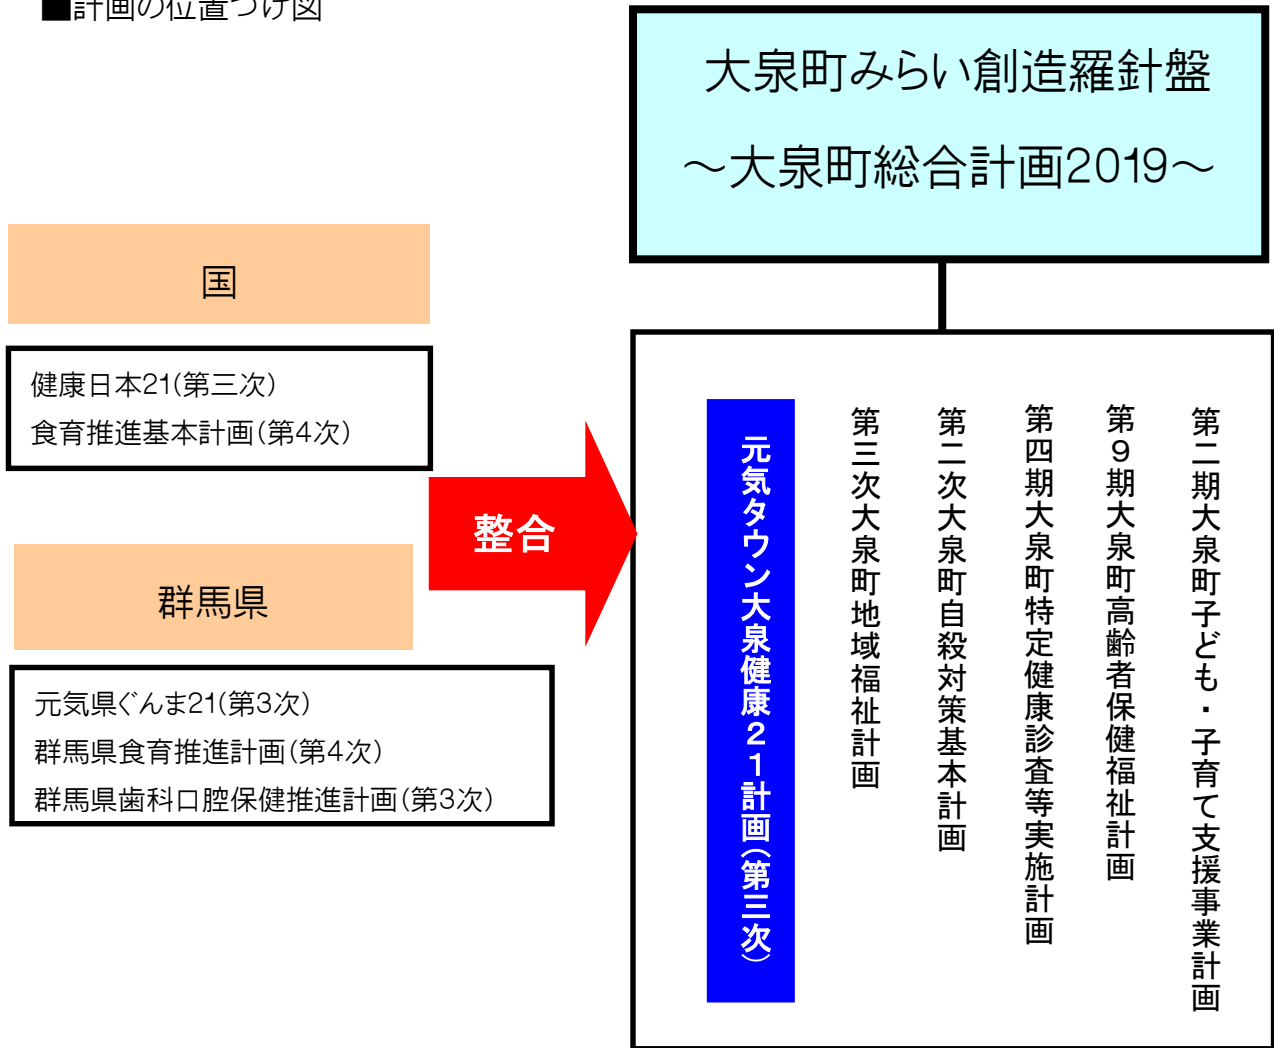 ■計画の位置づけ図
大泉町みらい創造羅針盤
～大泉町総合計画2019～
国
健康日本21(第三次)
食育推進基本計画(第4次)
群馬県
元気県ぐんま21(第3次)
群馬県食育推進計画(第4次)
群馬県歯科口腔保健推進計画(第3次)
整合
元気タウン大泉健康21計画(第三次)
第三次大泉町地域福祉計画
第二次大泉町自殺対策基本計画
第四期大泉町特定健康診査等実施計画
第9期大泉町高齢者保健福祉計画
第二期大泉町子ども・子育て支援事業計画